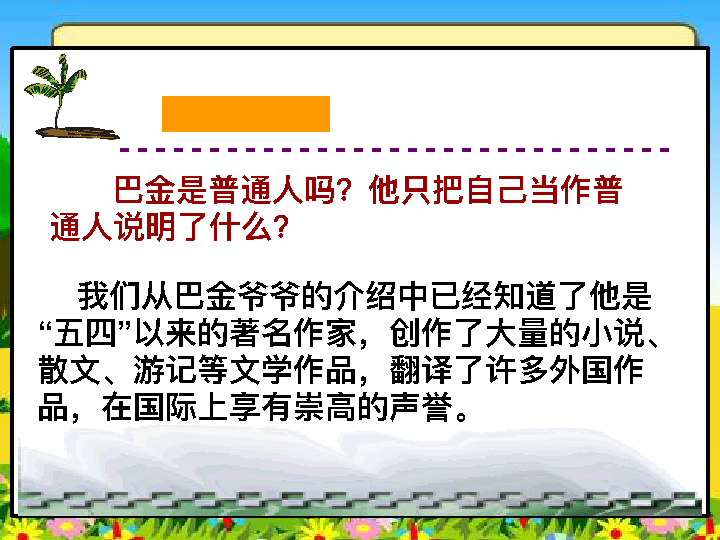 巴金是普通人吗？他只把自己当作普
通人说明了什么？
我们从巴金爷爷的介绍中已经知道了他是
“五四”以来的著名作家，创作了大量的小说、
散文、游记等文学作品，翻译了许多外国作
品，在国际上享有崇高的声誉。